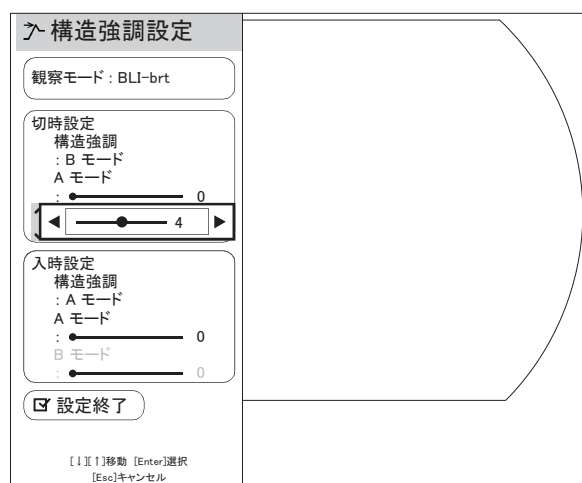 構造強調設定
観察モード : BLI-brt
切時設定
構造強調
: B モード
A モード
: 0
4
入時設定
構造強調
: A モード
A モード
: 0
B モード
: 0
設定終了
[↓][↑]移動 [Enter]選択
[Esc]キャンセル